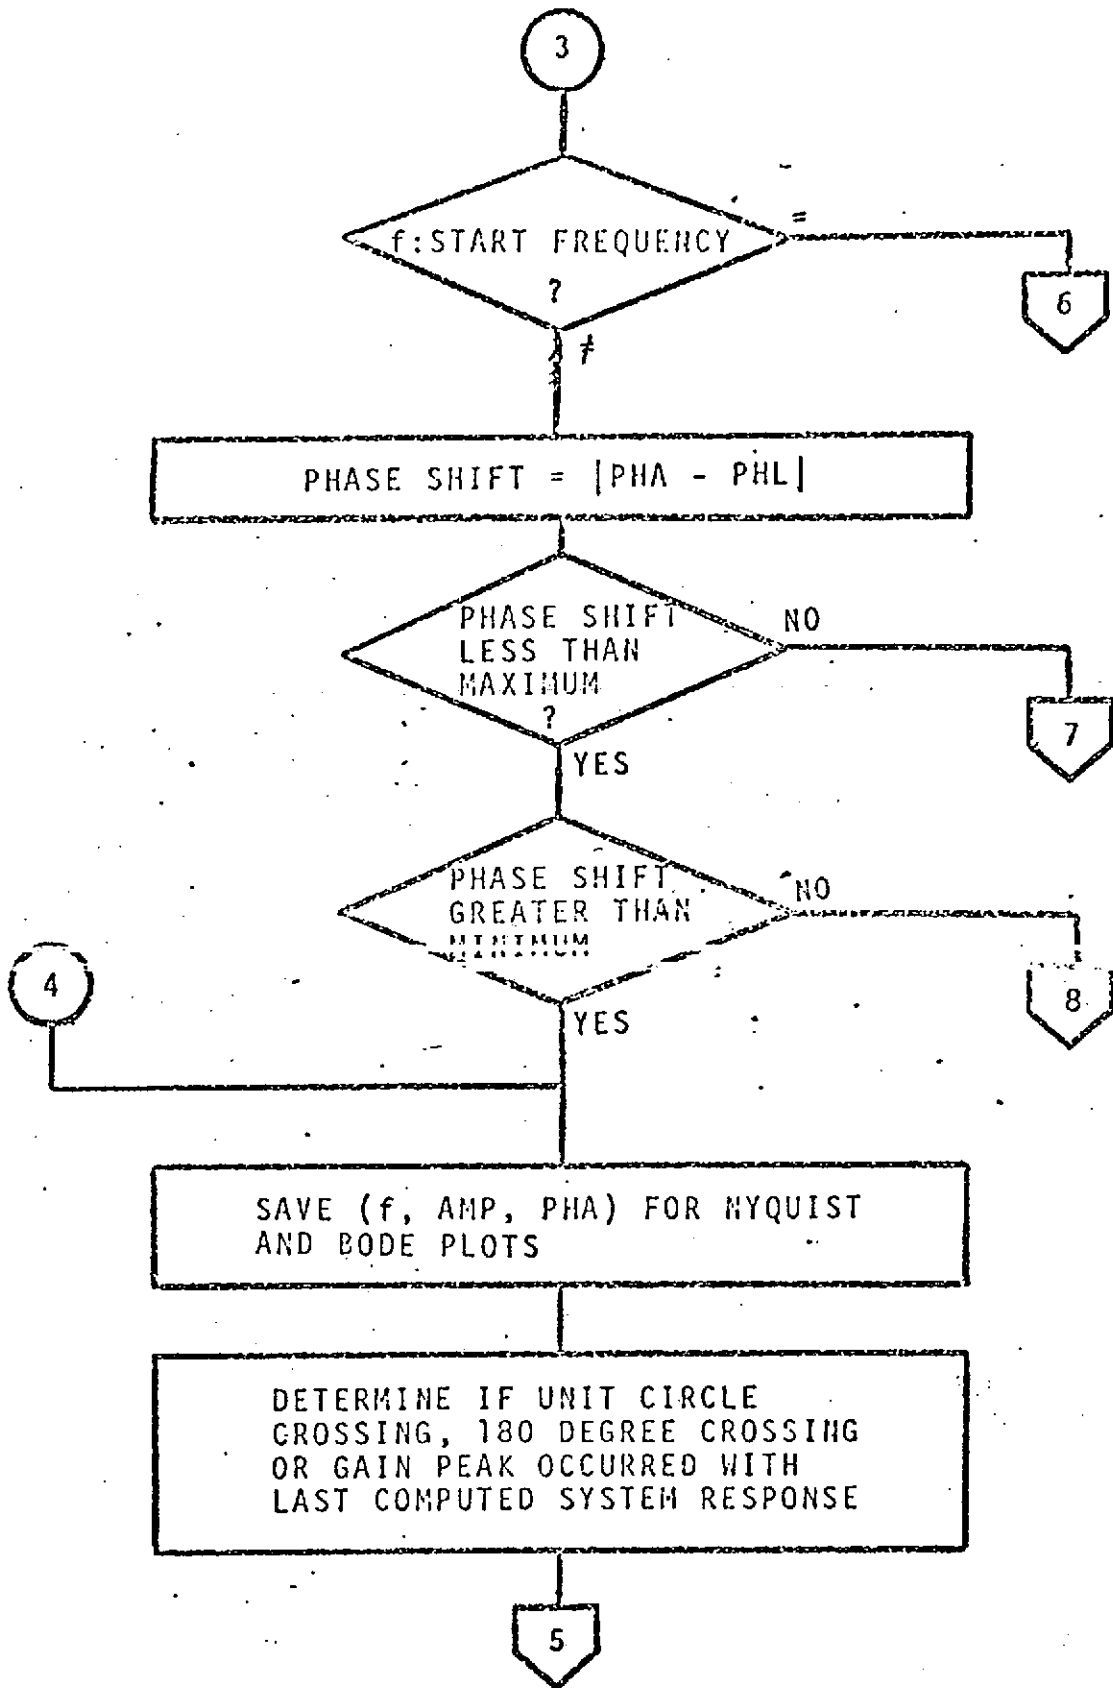 3
f:START FREQUENCY
?
=
6
≠
PHASE SHIFT = |PHA - PHL|
PHASE SHIFT
LESS THAN
MAXIMUM
?
NO
7
YES
PHASE SHIFT
GREATER THAN
MINIMUM
NO
8
YES
4
SAVE (f, AMP, PHA) FOR NYQUIST
AND BODE PLOTS
DETERMINE IF UNIT CIRCLE
CROSSING, 180 DEGREE CROSSING
OR GAIN PEAK OCCURRED WITH
LAST COMPUTED SYSTEM RESPONSE
5